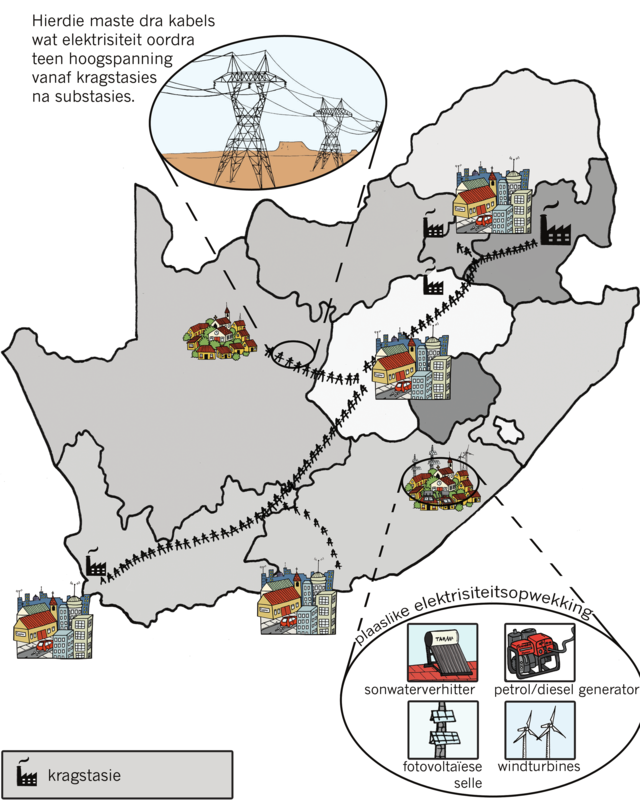 Hierdie maste dra kabels
wat elektrisiteit oordra
teen hoogspanning
vanaf kragstasies
na substasies.
plaaslike elektrisiteitsopwekking
sonwaterverhitter
petrol/diesel generator
fotovoltaïese
selle
windturbines
kragstasie